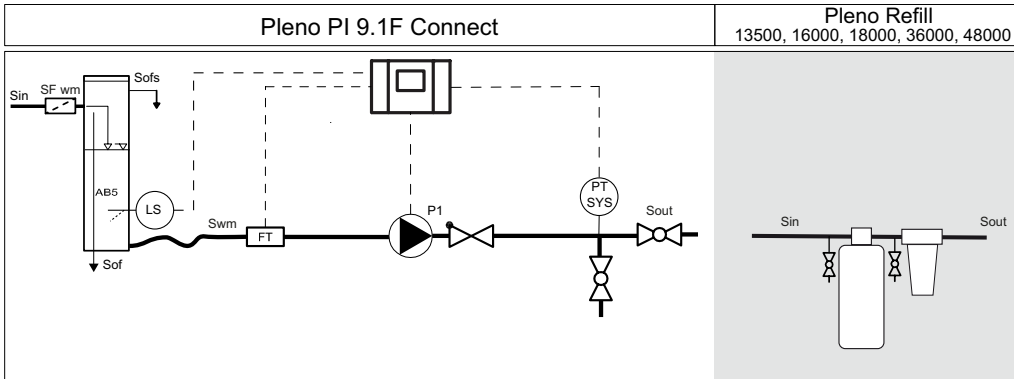 Pleno PI 9.1F Connect
Pleno Refill
13500, 16000, 18000, 36000, 48000
Sofs
SF wm
Sin
AB5
LS
Swm
FT
Sof
P1
PT
SYS
Sout
Sin
Sout